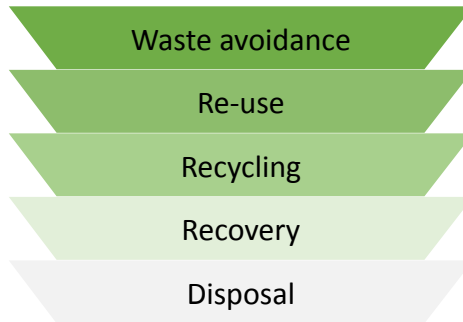 Waste avoidance
Re-use
Recycling
Recovery
Disposal